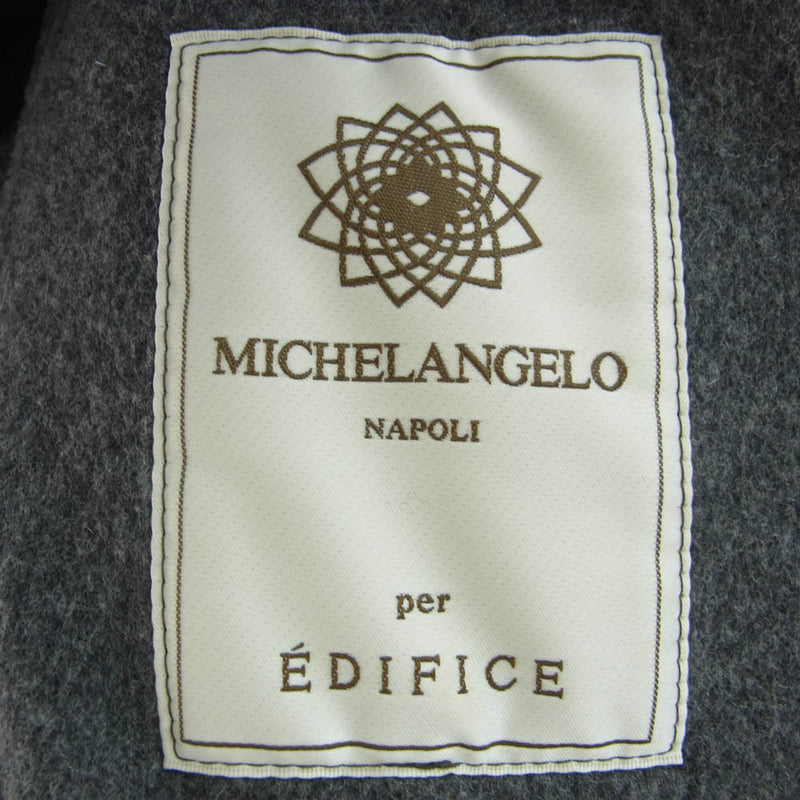 MICHELANGELO
NAPOLI
per
ÉDIFICE